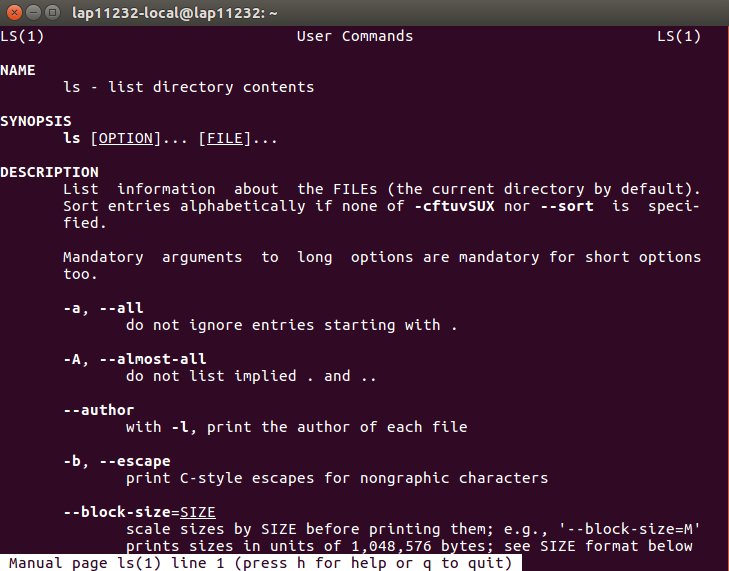 lap11232-local@lap11232: ~
LS(1) User Commands LS(1)
NAME
ls - list directory contents
SYNOPSIS
ls [OPTION]... [FILE]...
DESCRIPTION
List information about the FILEs (the current directory by default).
Sort entries alphabetically if none of -cftuvSUX nor --sort is speci-
fied.
Mandatory arguments to long options are mandatory for short options
too.
-a, --all
do not ignore entries starting with .
-A, --almost-all
do not list implied . and ..
--author
with -l, print the author of each file
-b, --escape
print C-style escapes for nongraphic characters
--block-size=SIZE
scale sizes by SIZE before printing them; e.g., '--block-size=M'
prints sizes in units of 1,048,576 bytes; see SIZE format below
Manual page ls(1) line 1 (press h for help or q to quit)